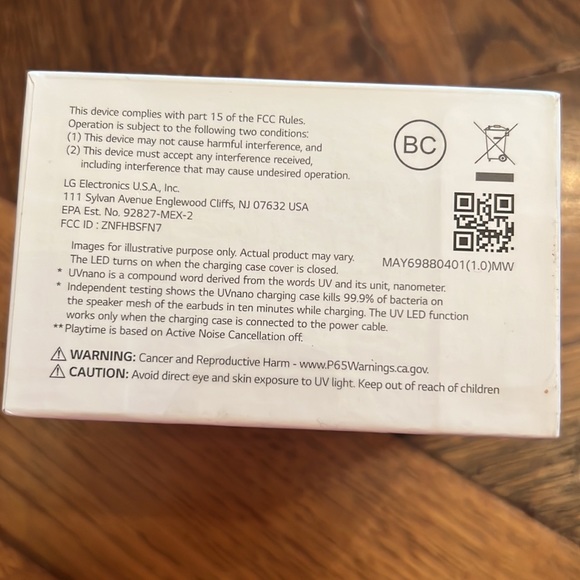 This device complies with part 15 of the FCC Rules.
Operation is subject to the following two conditions:
(1) This device may not cause harmful interference, and
(2) This device must accept any interference received,
including interference that may cause undesired operation.
BC
LG Electronics U.S.A., Inc.
111 Sylvan Avenue Englewood Cliffs, NJ 07632 USA
EPA Est. No. 92827-MEX-2
FCC ID : ZNFHBSFN7
MAY69880401(1.0)MW
Images for illustrative purpose only. Actual product may vary.
The LED turns on when the charging case cover is closed.
* UVnano is a compound word derived from the words UV and its unit, nanometer.
* Independent testing shows the UVnano charging case kills 99.9% of bacteria on
the speaker mesh of the earbuds in ten minutes while charging. The UV LED function
works only when the charging case is connected to the power cable.
** Playtime is based on Active Noise Cancellation off.
⚠ WARNING: Cancer and Reproductive Harm - www.P65Warnings.ca.gov.
⚠ CAUTION: Avoid direct eye and skin exposure to UV light. Keep out of reach of children